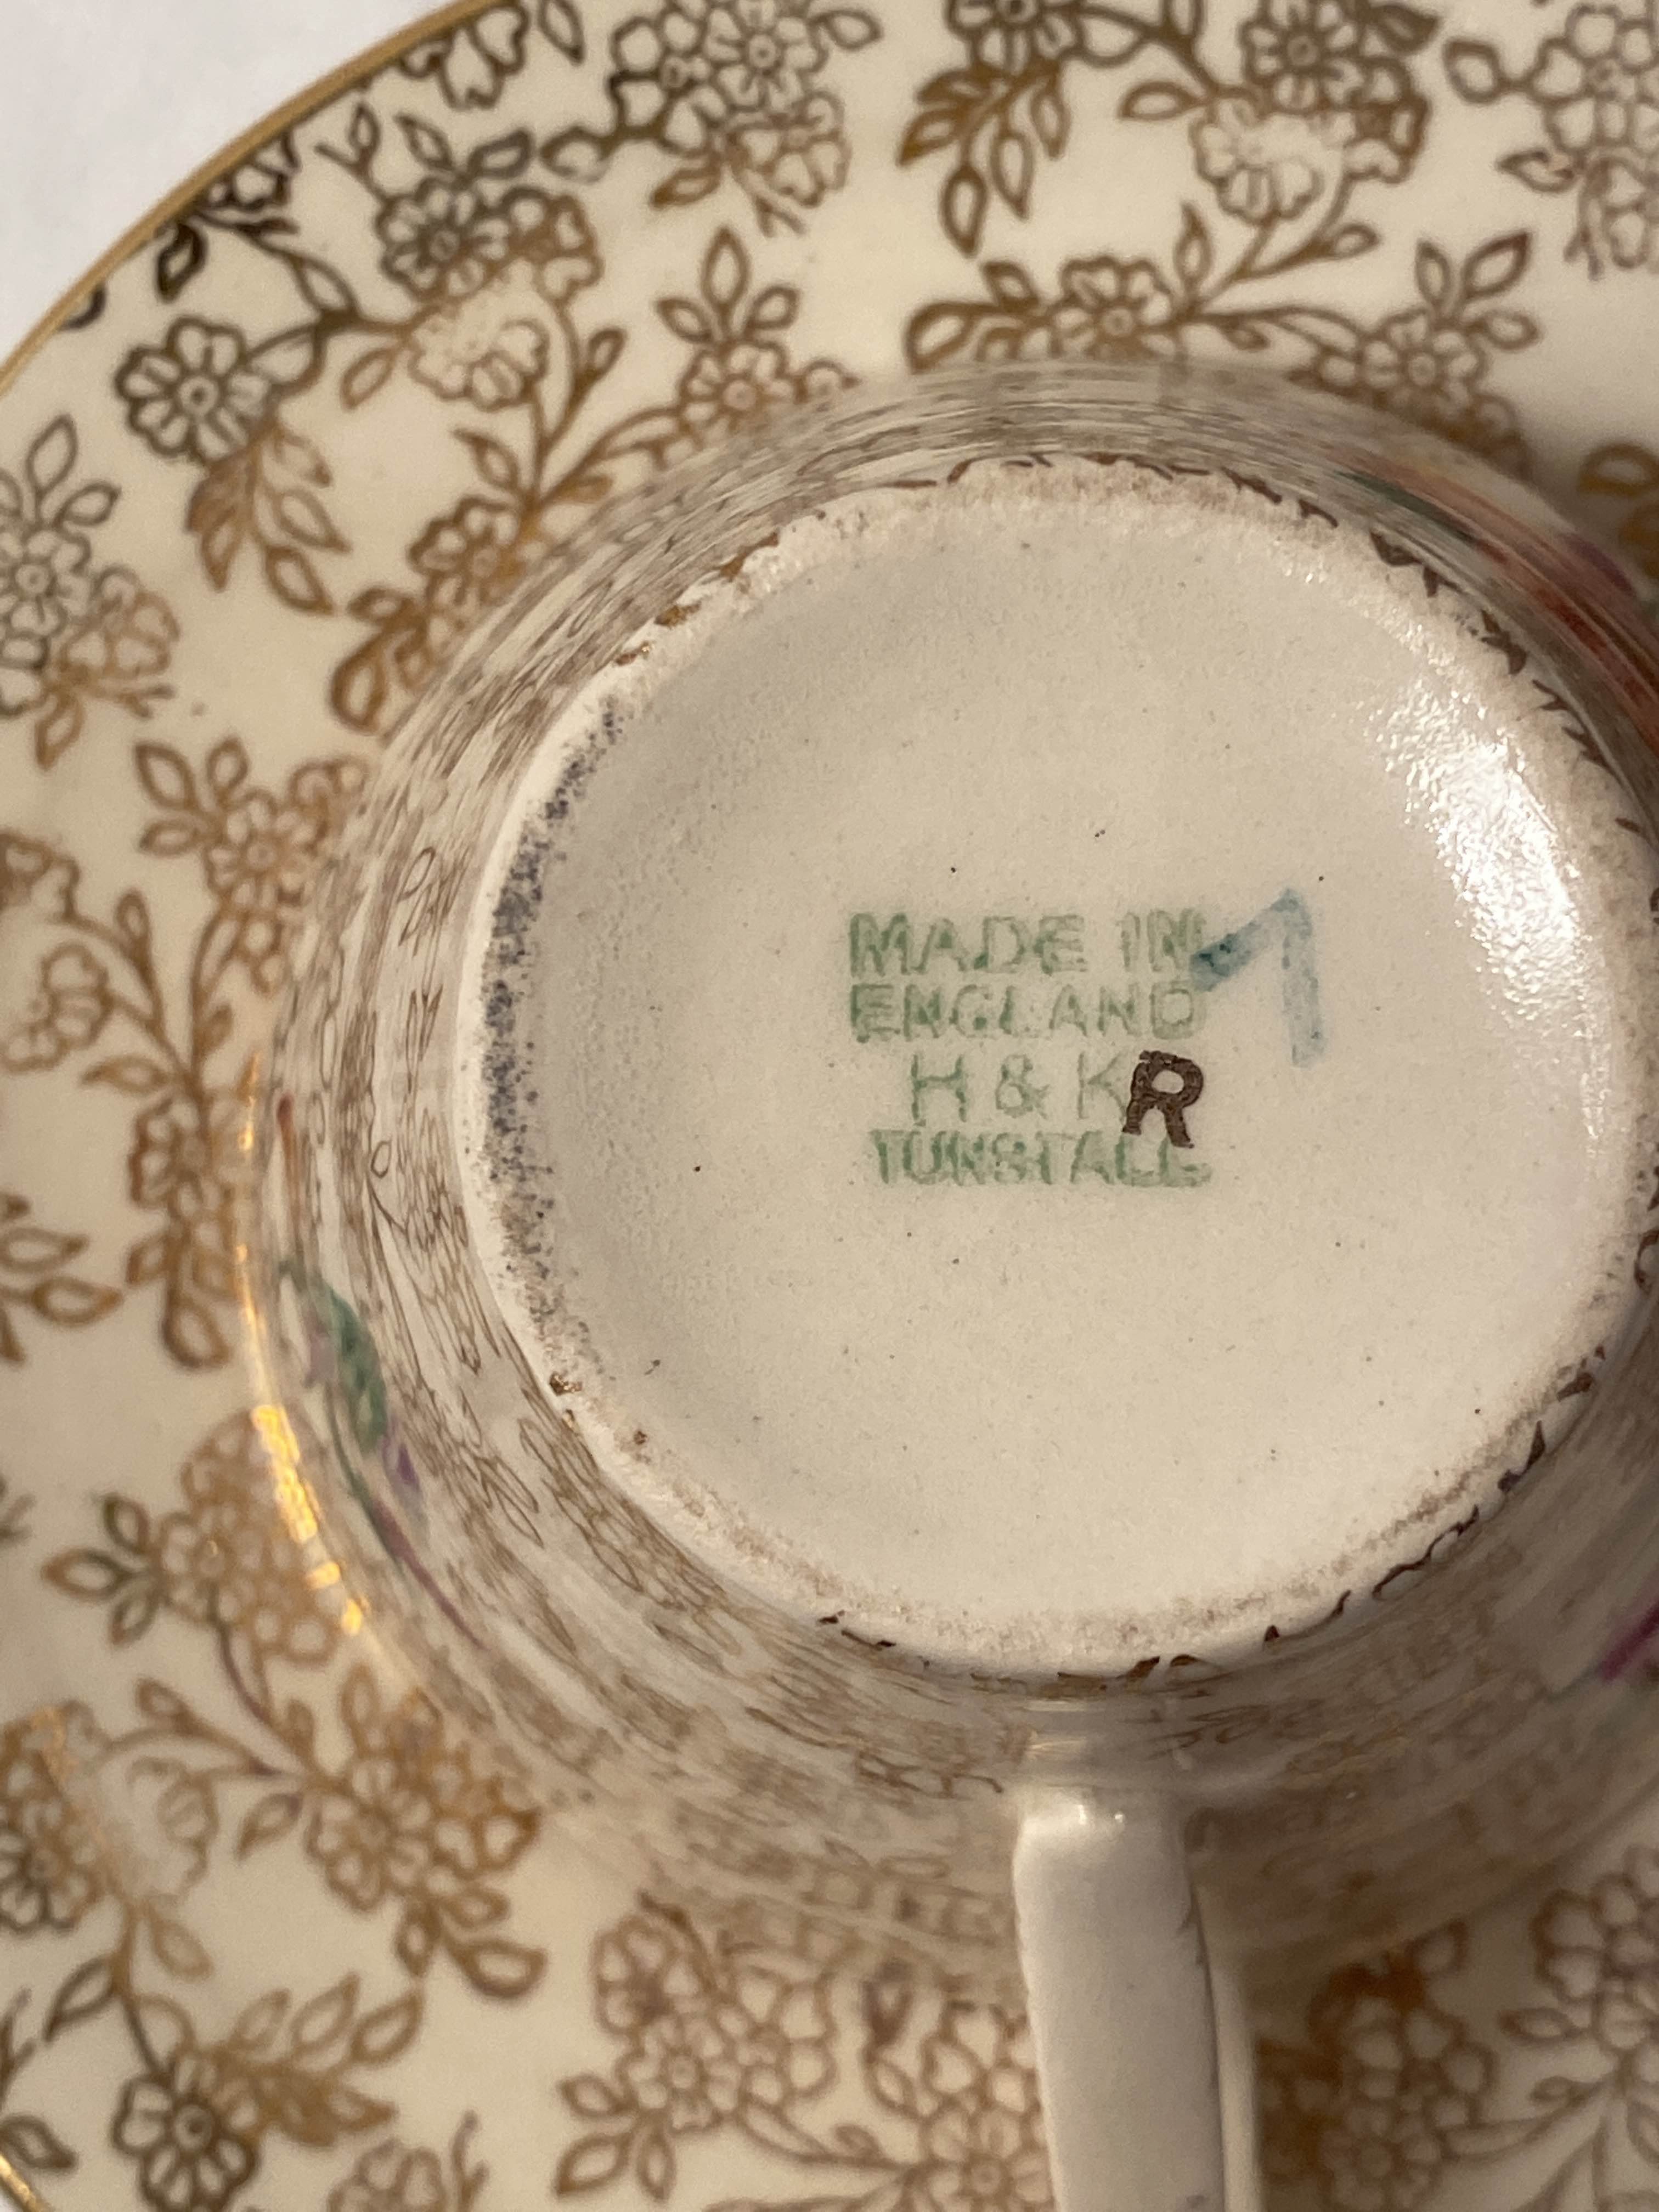 MADE IN
ENGLAND
H & K
R
TUNSTALL